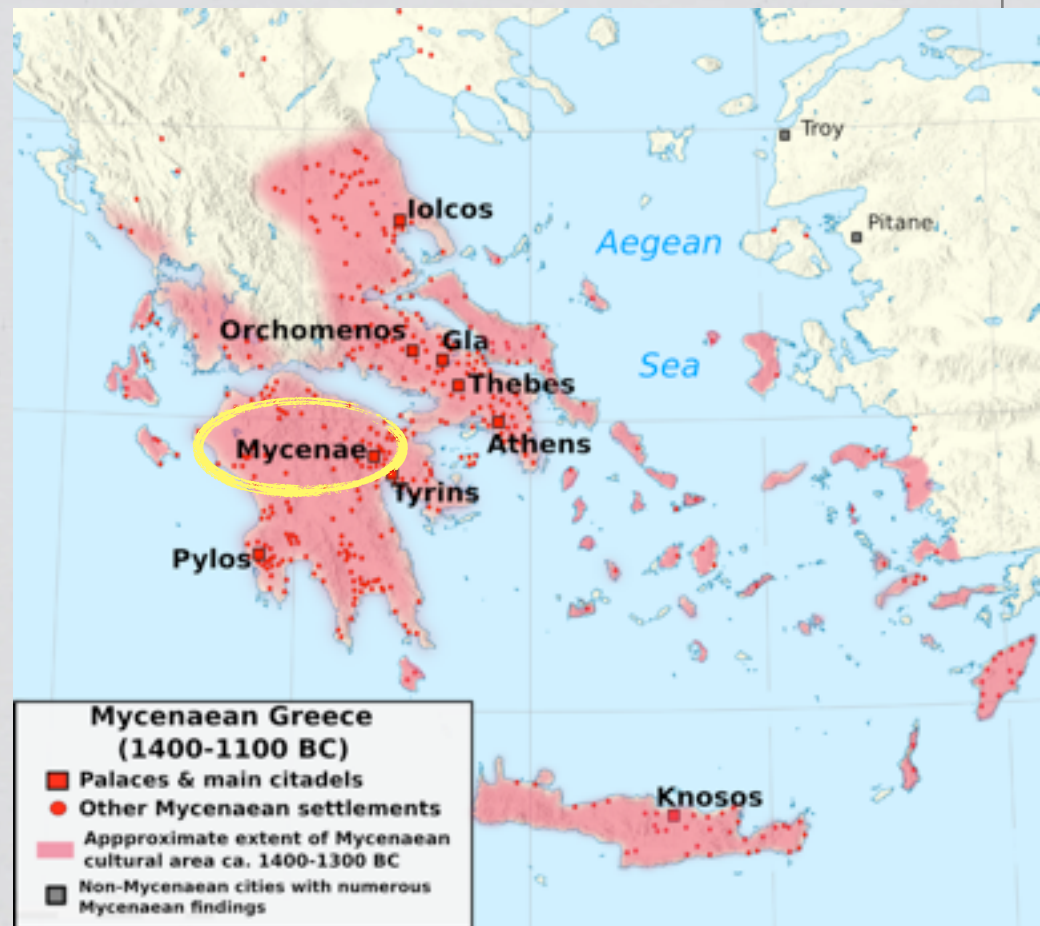 Troy
Iolcos
Pitane
Aegean
Orchomenos
Gla
Sea
Thebes
Athens
Mycenae
Tyrins
Pylos
Knosos
Mycenaean Greece
(1400-1100 BC)
Palaces & main citadels
Other Mycenaean settlements
Appproximate extent of Mycenaean
cultural area ca. 1400-1300 BC
Non-Mycenaean cities with numerous
Mycenaean findings